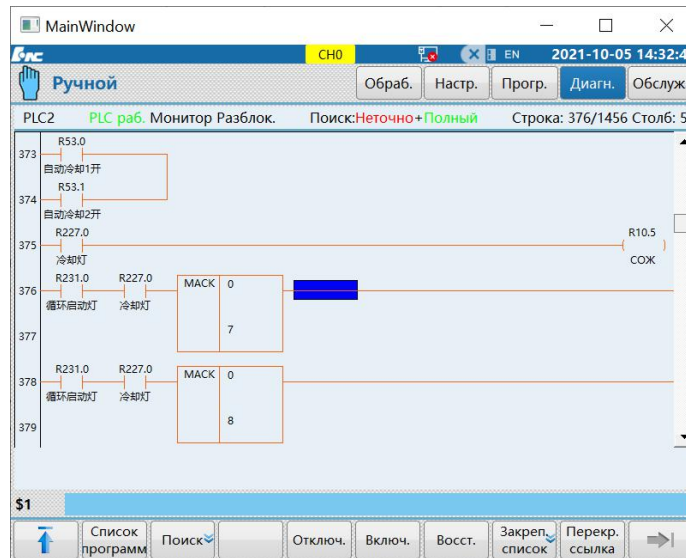 MainWindow
HNC CH0 EN 2021-10-05 14:32:4
Ручной Обраб. Настр. Прогр. Диагн. Обслуж
PLC2 PLC раб. Монитор Разблок. Поиск:Неточно+Полный Строка: 376/1456 Столб: 5
R53.0
373
自动冷却1开
R53.1
374
自动冷却2开
R227.0 R10.5
375 ( )
冷却灯 СОЖ
R231.0 R227.0 МАСК 0
376
循环启动灯 冷却灯
7
377
R231.0 R227.0 МАСК 0
378
循环启动灯 冷却灯
8
379
$1
Список программ Поиск Отключ. Включ. Восст. Закреп. список Перекр. ссылка